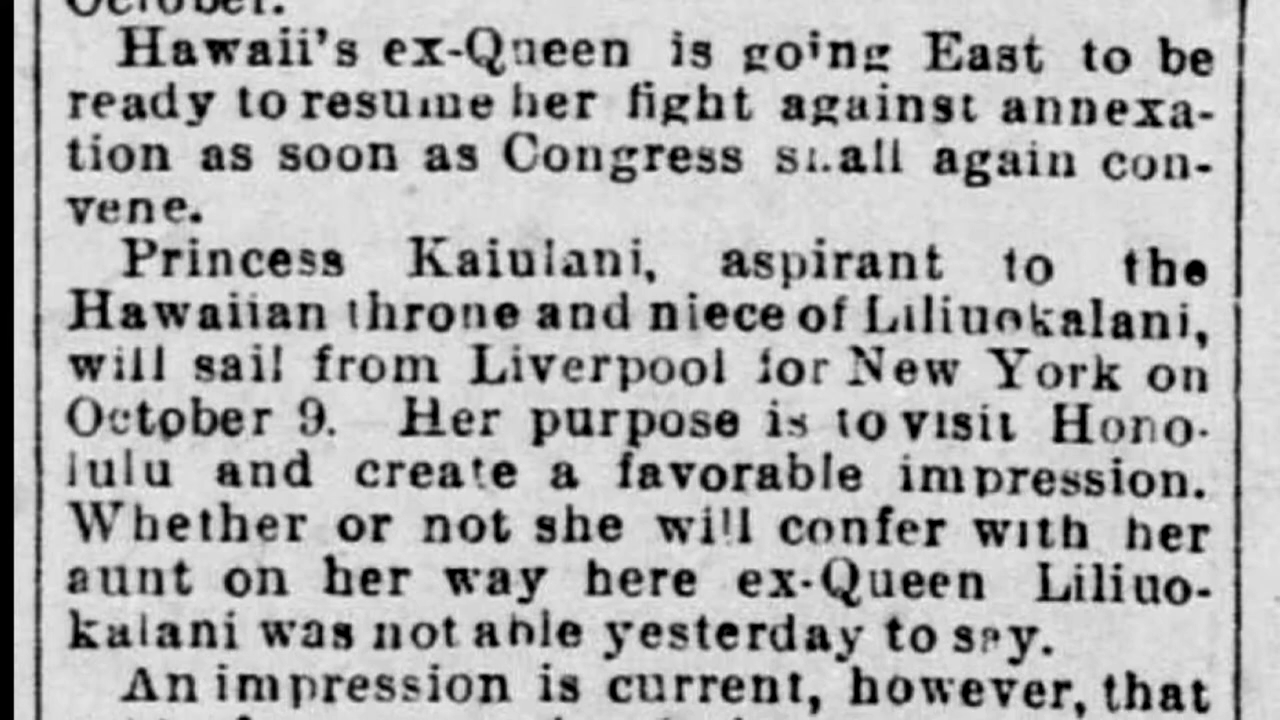 October.
Hawaii's ex-Queen is going East to be
ready to resume her fight against annexa-
tion as soon as Congress shall again con-
vene.
Princess Kaiulani, aspirant to the
Hawaiian throne and niece of Liliuokalani,
will sail from Liverpool for New York on
October 9. Her purpose is to visit Hono-
lulu and create a favorable impression.
Whether or not she will confer with her
aunt on her way here ex-Queen Liliuo-
kalani was not able yesterday to say.
An impression is current, however, that